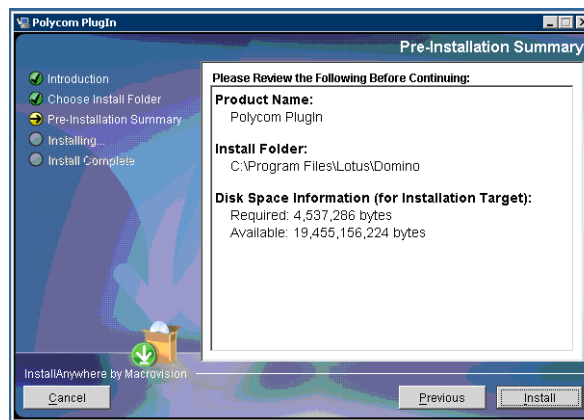 Polycom PlugIn
Pre-Installation Summary
Introduction
Choose Install Folder
Pre-Installation Summary
Installing...
Install Complete
Please Review the Following Before Continuing:
Product Name:
Polycom PlugIn
Install Folder:
C:\Program Files\Lotus\Domino
Disk Space Information (for Installation Target):
Required: 4,537,286 bytes
Available: 19,455,156,224 bytes
InstallAnywhere by Macrovision
Cancel
Previous
Install